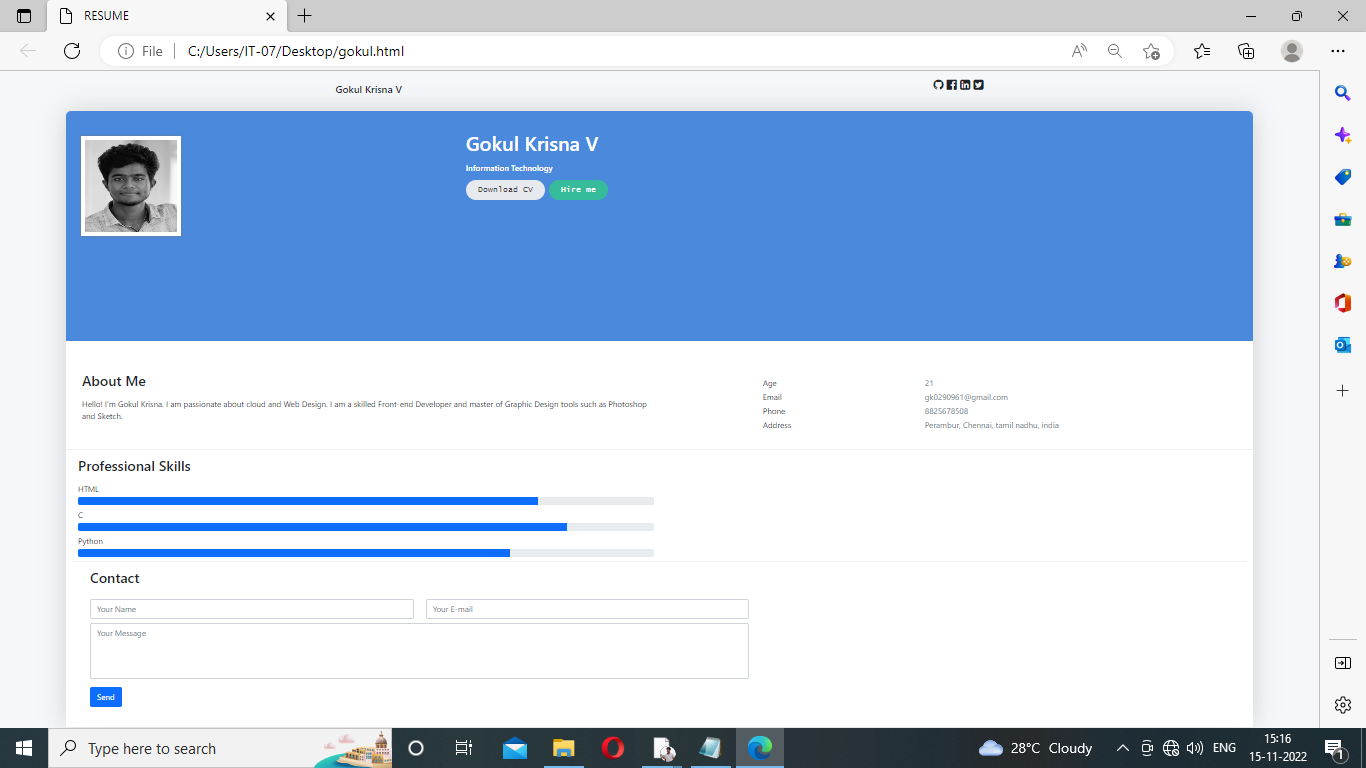 RESUME
File
C:/Users/IT-07/Desktop/gokul.html
Gokul Krisna V
Gokul Krisna V
Information Technology
Download CV Hire me
About Me
Hello! I'm Gokul Krisna. I am passionate about cloud and Web Design. I am a skilled Front-end Developer and master of Graphic Design tools such as Photoshop
and Sketch.
Age 21
Email gk0290961@gmail.com
Phone 8825678508
Address Perambur, Chennai, tamil nadhu, india
Professional Skills
HTML
C
Python
Contact
Your Name Your E-mail
Your Message
Send
Type here to search
28°C Cloudy
ENG
15:16
15-11-2022
1